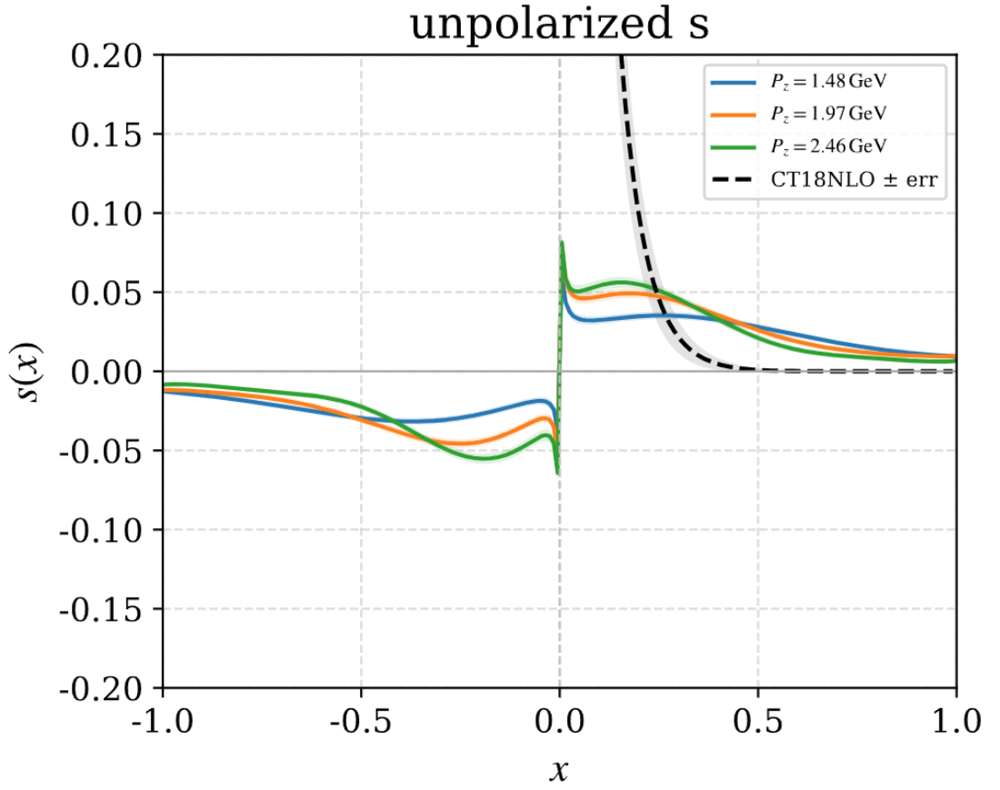 unpolarized s
0.20
0.15
0.10
0.05
0.00
-0.05
-0.10
-0.15
-0.20
s(x)
P_z = 1.48 GeV
P_z = 1.97 GeV
P_z = 2.46 GeV
CT18NLO ± err
-1.0 -0.5 0.0 0.5 1.0
x